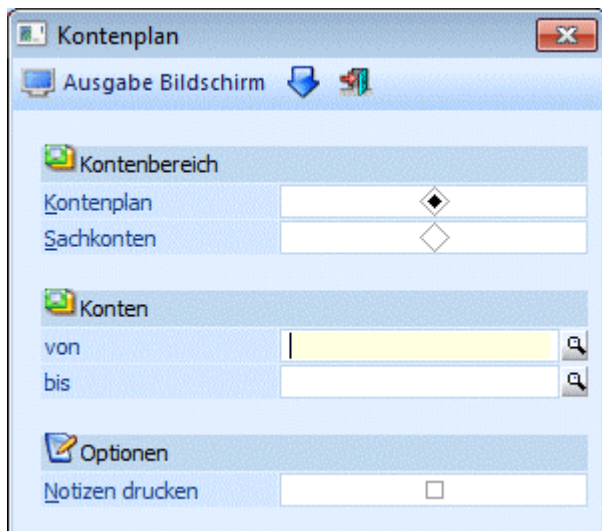 Kontenplan
Ausgabe Bildschirm
Kontenbereich
Kontenplan
Sachkonten
Konten
von
bis
Optionen
Notizen drucken